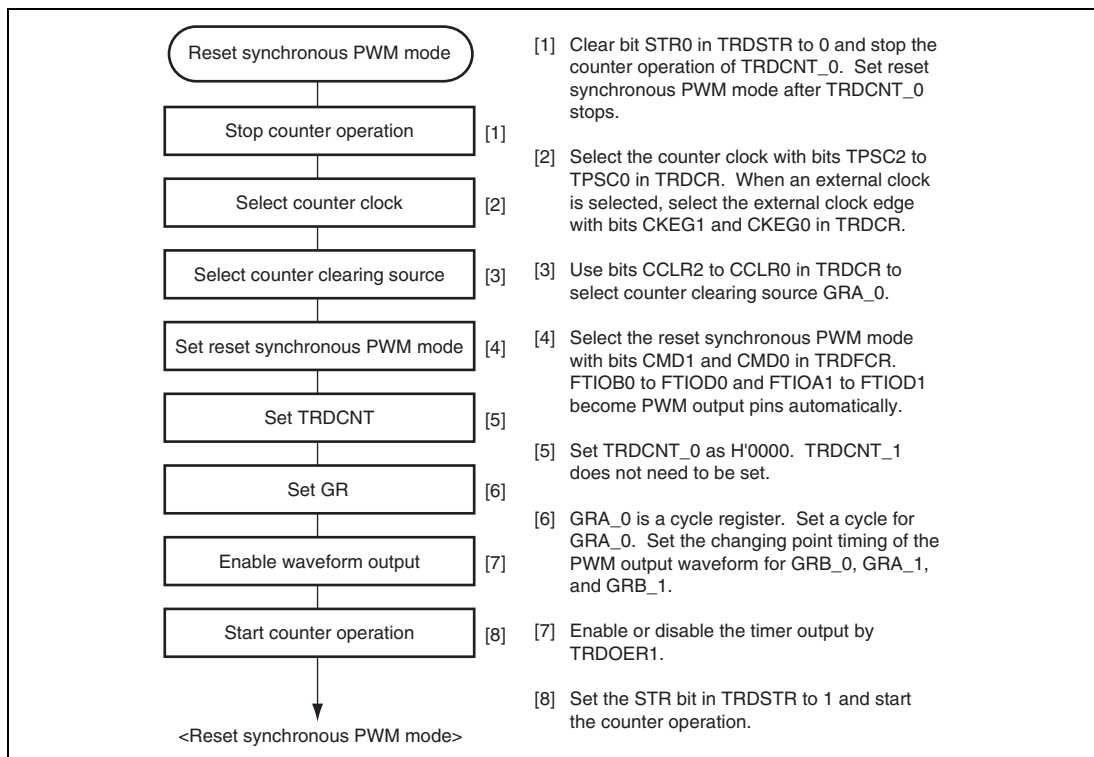 Reset synchronous PWM mode
Stop counter operation [1]
Select counter clock [2]
Select counter clearing source [3]
Set reset synchronous PWM mode [4]
Set TRDCNT [5]
Set GR [6]
Enable waveform output [7]
Start counter operation [8]
<Reset synchronous PWM mode>
[1] Clear bit STR0 in TRDSTR to 0 and stop the
counter operation of TRDCNT_0. Set reset
synchronous PWM mode after TRDCNT_0
stops.
[2] Select the counter clock with bits TPSC2 to
TPSC0 in TRDCR. When an external clock
is selected, select the external clock edge
with bits CKEG1 and CKEG0 in TRDCR.
[3] Use bits CCLR2 to CCLR0 in TRDCR to
select counter clearing source GRA_0.
[4] Select the reset synchronous PWM mode
with bits CMD1 and CMD0 in TRDFCR.
FTIOB0 to FTIOD0 and FTIOA1 to FTIOD1
become PWM output pins automatically.
[5] Set TRDCNT_0 as H'0000. TRDCNT_1
does not need to be set.
[6] GRA_0 is a cycle register. Set a cycle for
GRA_0. Set the changing point timing of the
PWM output waveform for GRB_0, GRA_1,
and GRB_1.
[7] Enable or disable the timer output by
TRDOER1.
[8] Set the STR bit in TRDSTR to 1 and start
the counter operation.